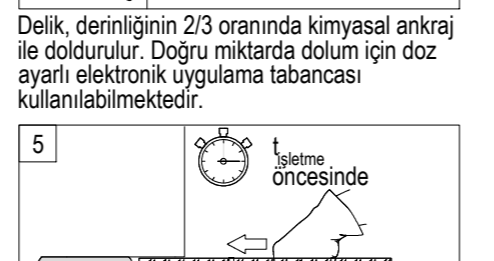 Delik, derinliğinin 2/3 oranında kimyasal ankraj
ile doldurulur. Doğru miktarda dolum için doz
ayarlı elektronik uygulama tabancası
kullanılabilmektedir.
5
t işletme
öncesinde